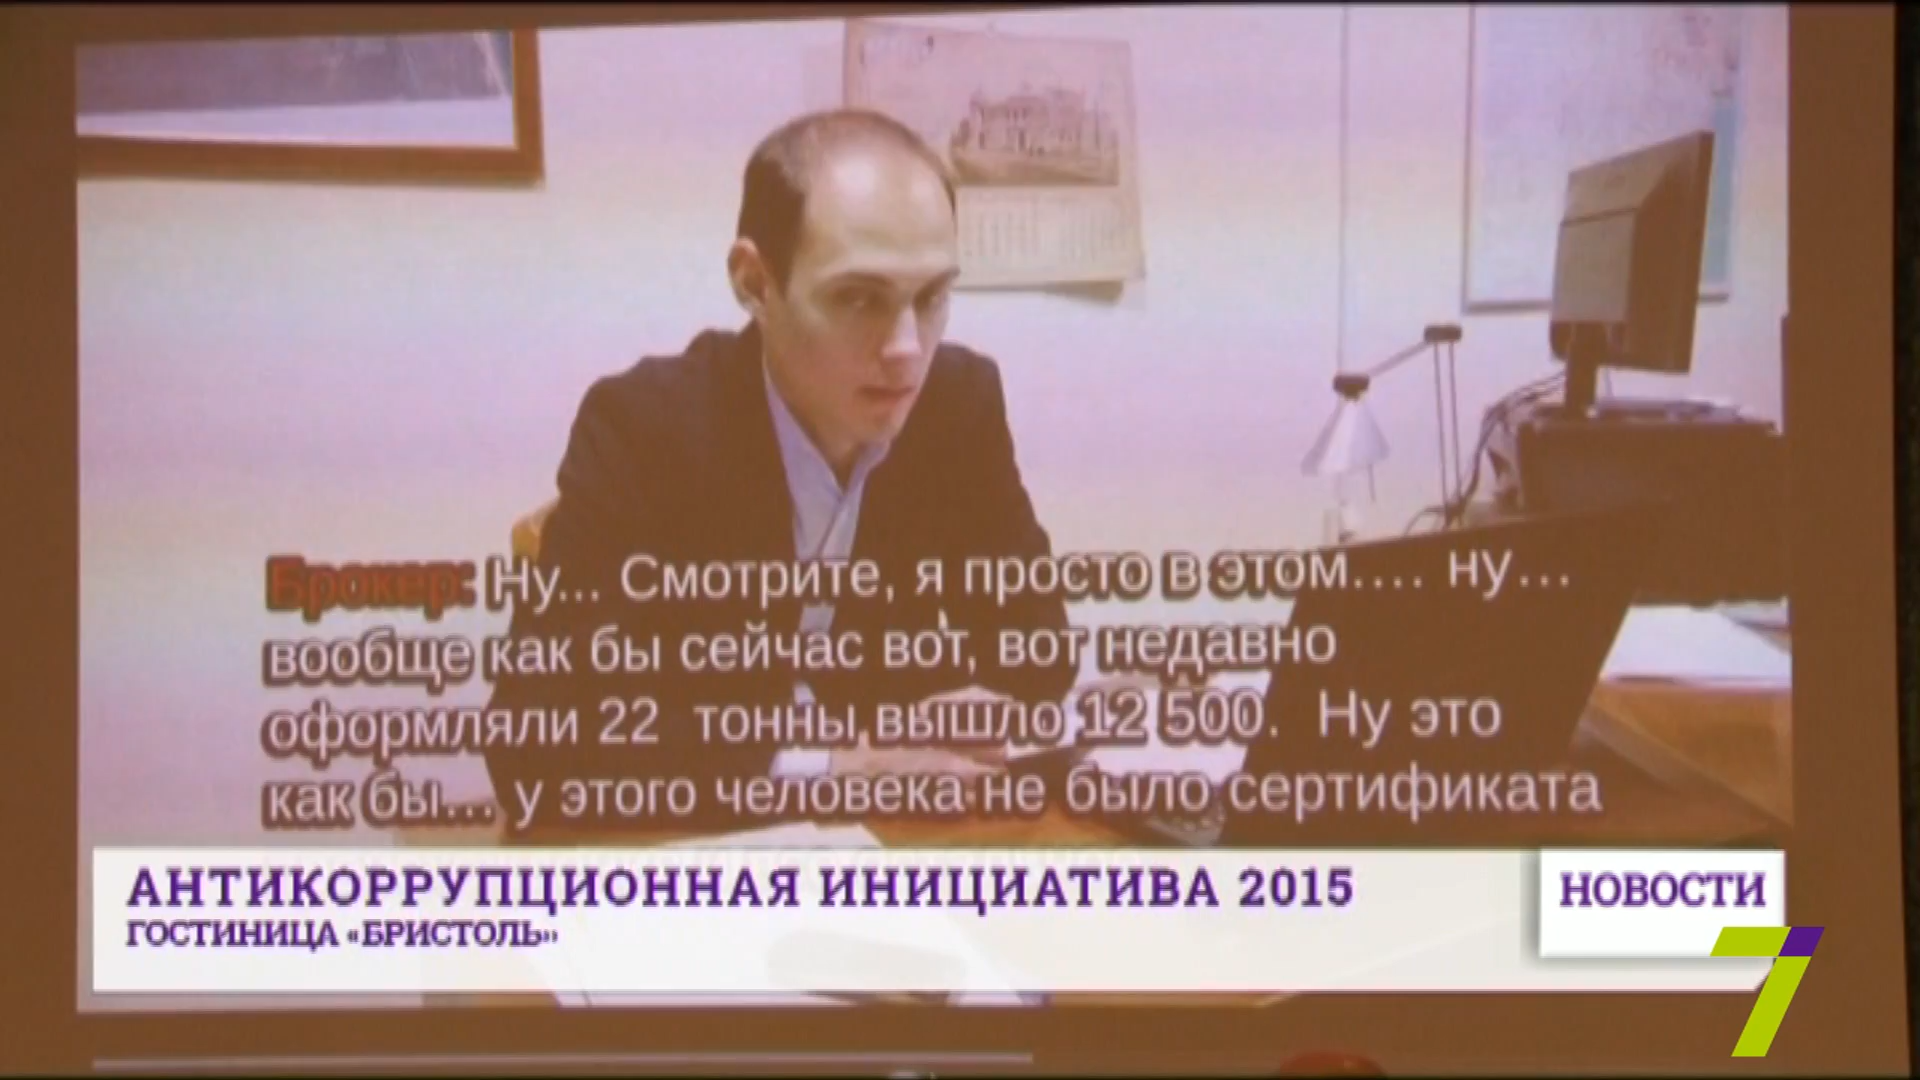 Брокер: Ну... Смотрите, я просто в этом.... ну...
вообще как бы сейчас вот, вот недавно
оформляли 22 тонны вышло 12 500. Ну это
как бы... у этого человека не было сертификата
АНТИКОРРУПЦИОННАЯ ИНИЦИАТИВА 2015
ГОСТИНИЦА «БРИСТОЛЬ»
НОВОСТИ
7